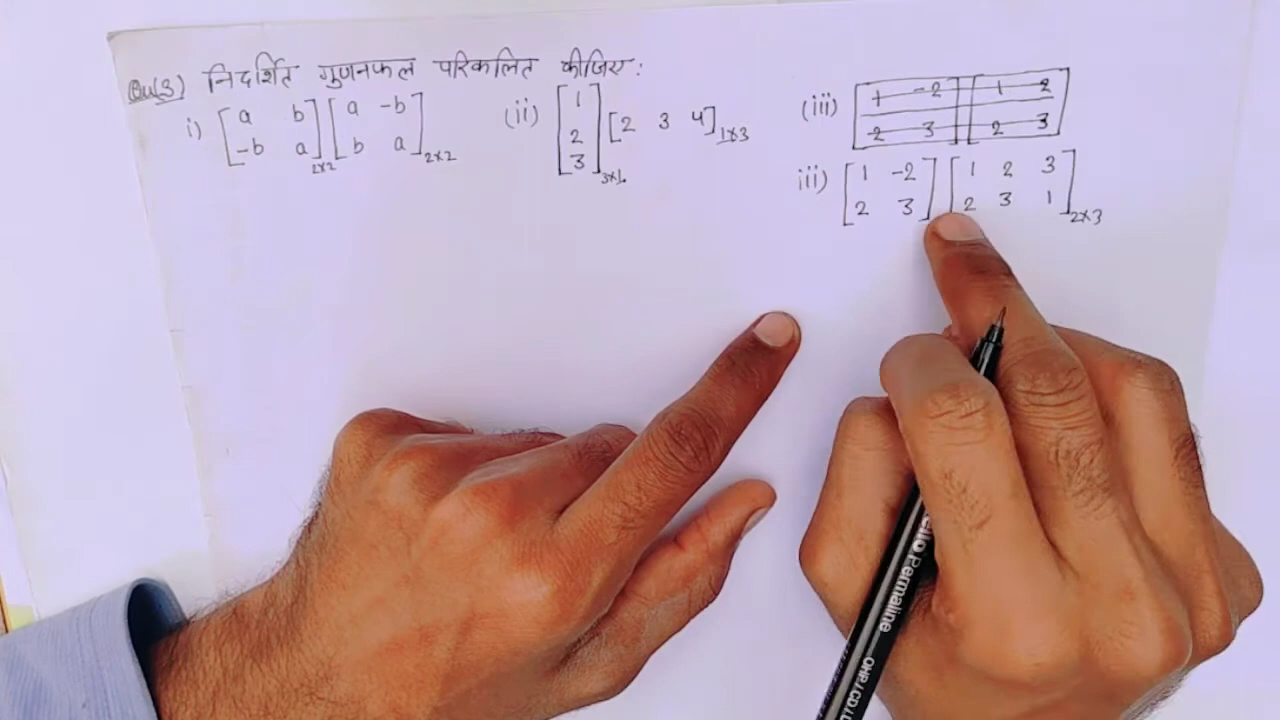 Qu(3) निदर्शित गुणनफल परिकलित कीजिए :
i) [a b -b a]2×2 [a -b b a]2×2
(ii) [1 2 3]3×1 [2 3 4]1×3
(iii) [1 -2 2 3] [1 2 2 3]
iii) [1 -2 2 3] [1 2 3 2 3 1]2×3
OHP/CD/